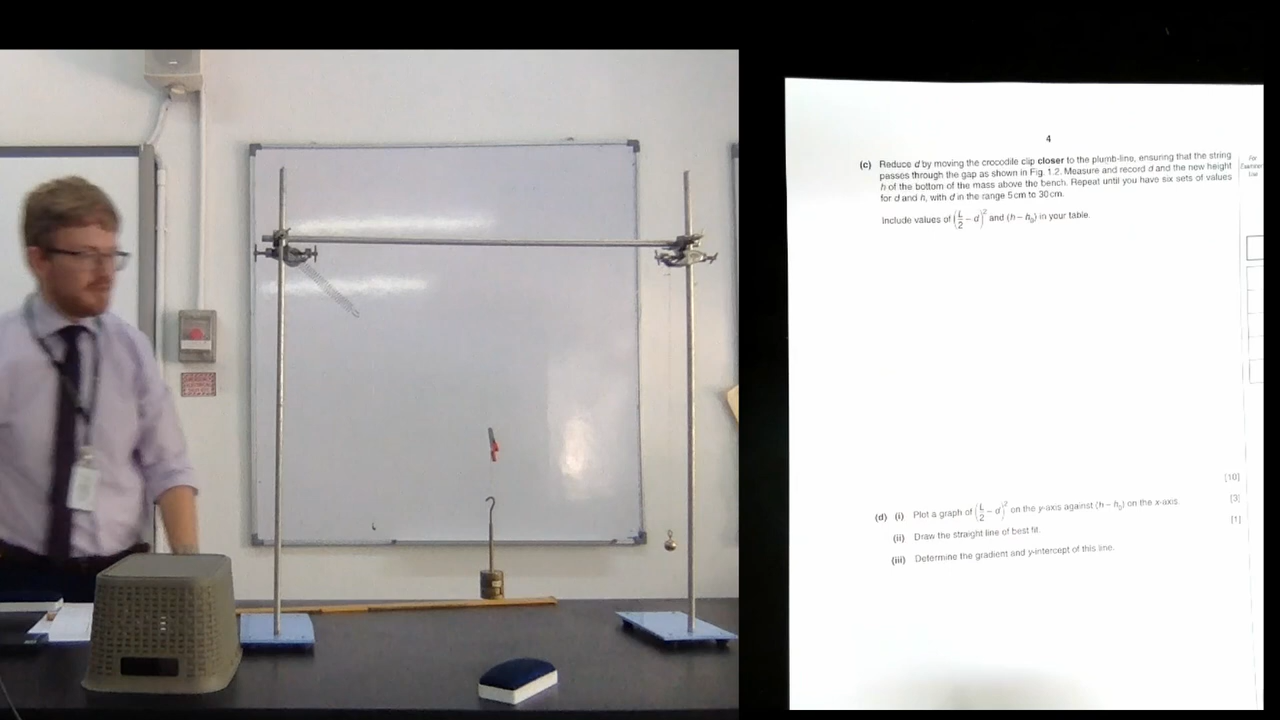 4
For
Examiner's
Use
(c) Reduce d by moving the crocodile clip closer to the plumb-line, ensuring that the string
passes through the gap as shown in Fig. 1.2. Measure and record d and the new height
h of the bottom of the mass above the bench. Repeat until you have six sets of values
for d and h, with d in the range 5 cm to 30 cm.
Include values of (L/2 – d)² and (h – h₀) in your table.
[10]
(d) (i) Plot a graph of (L/2 – d)² on the y-axis against (h – h₀) on the x-axis.
[3]
(ii) Draw the straight line of best fit.
[1]
(iii) Determine the gradient and y-intercept of this line.